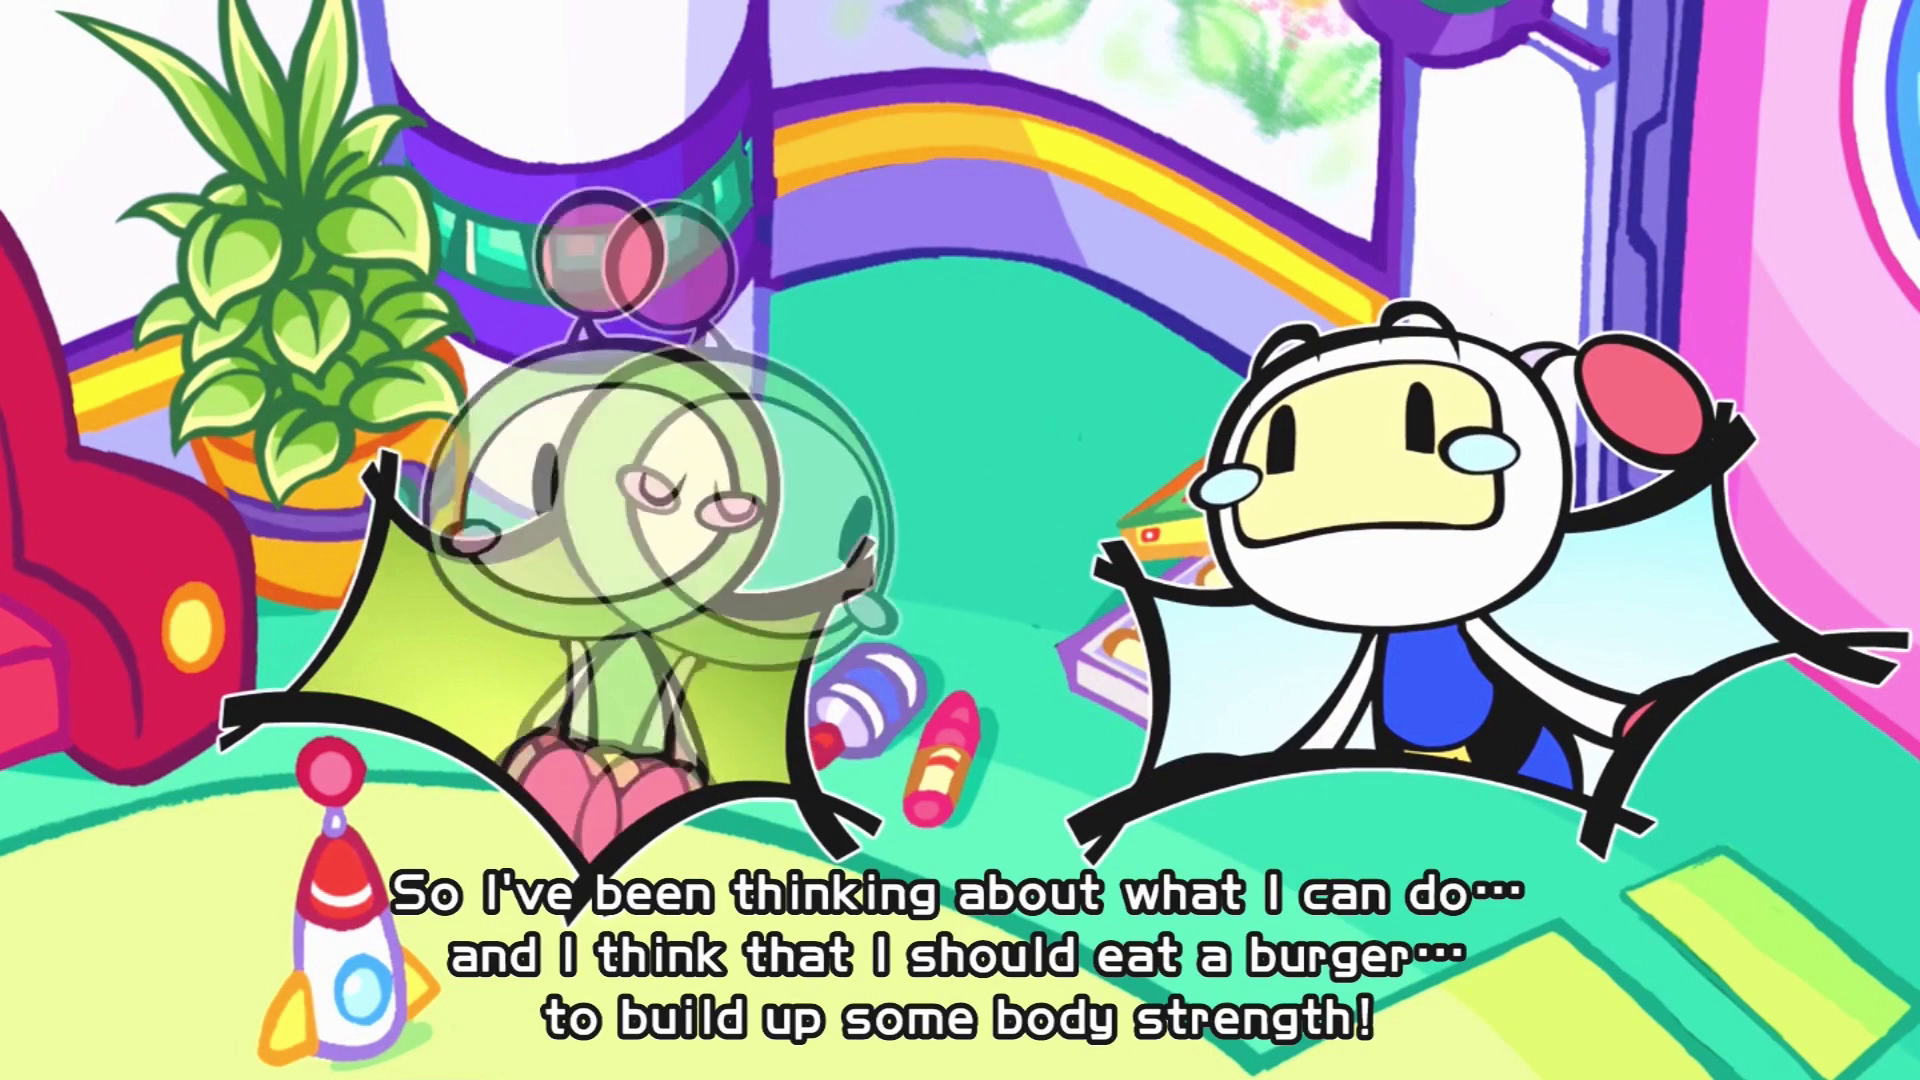 So I've been thinking about what I can do…
and I think that I should eat a burger…
to build up some body strength!